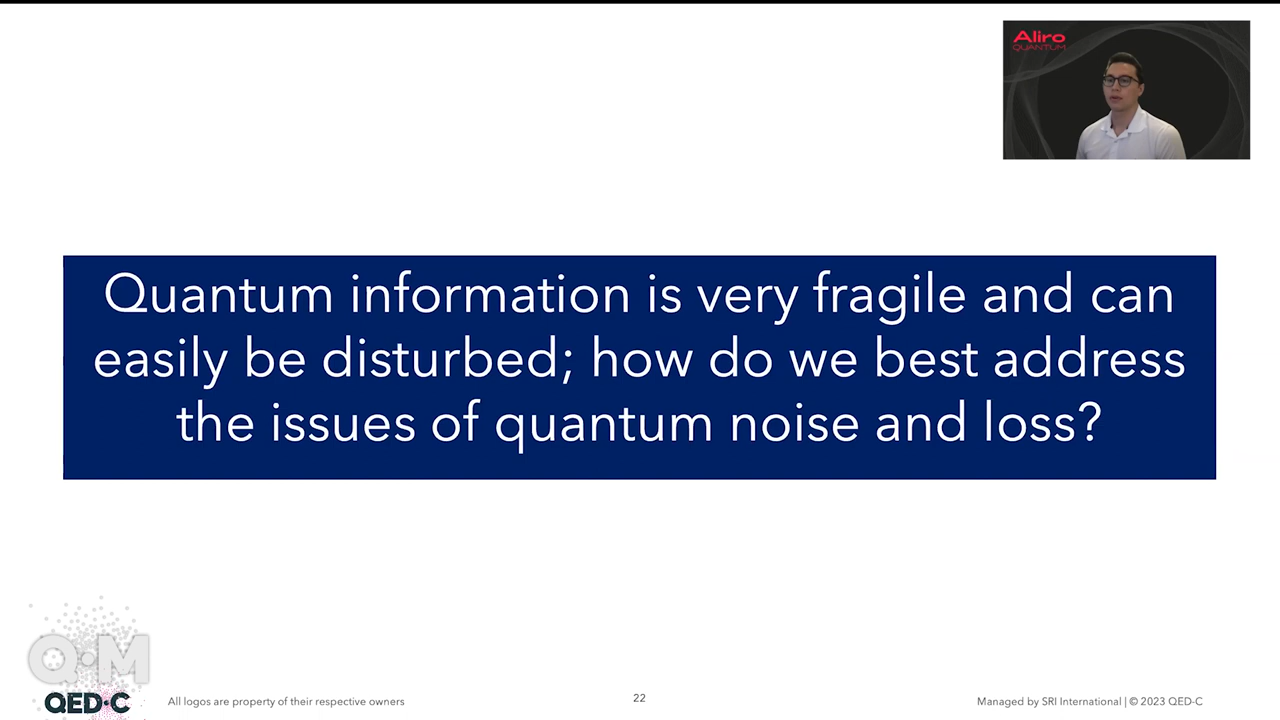 Aliro
QUANTUM
Quantum information is very fragile and can
easily be disturbed; how do we best address
the issues of quantum noise and loss?
Q·M
QED·C
All logos are property of their respective owners
22
Managed by SRI International | © 2023 QED-C